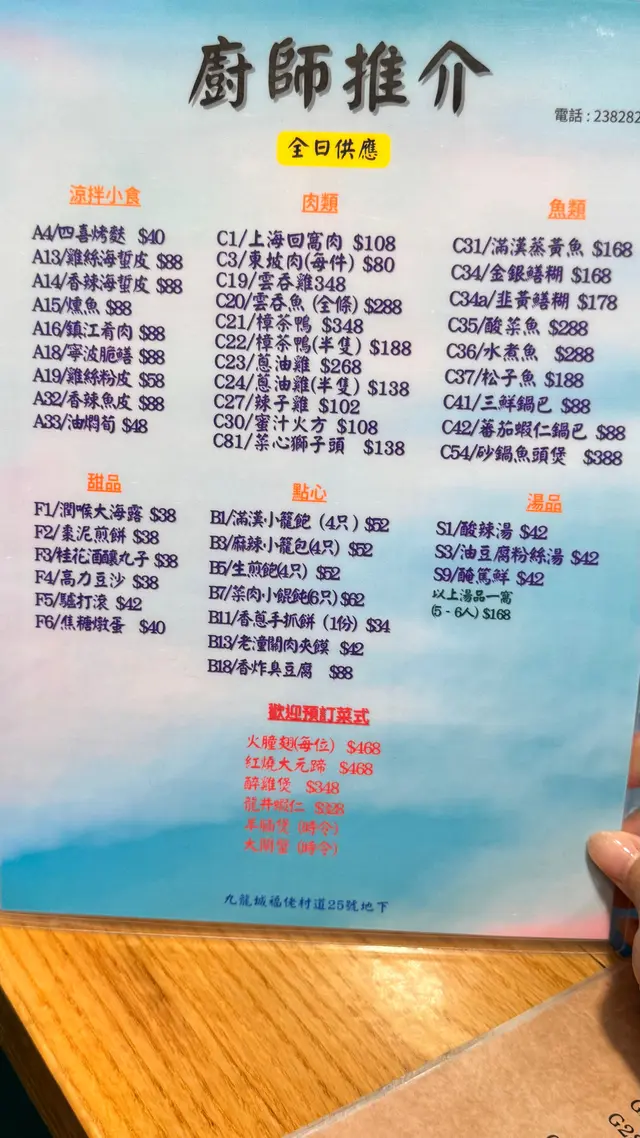 廚師推介
電話 : 238282
全日供應
涼拌小食
A4/四喜烤麩 $40
A13/雞絲海蜇皮 $88
A14/香辣海蜇皮 $88
A15/燻魚 $88
A16/鎮江肴肉 $88
A18/寧波脆鱔 $88
A19/雞絲粉皮 $58
A32/香辣魚皮 $88
A33/油燜筍 $48
肉類
C1/上海回窩肉 $108
C3/東坡肉(每件) $80
C19/雲吞雞348
C20/雲吞魚 (全條) $288
C21/樟茶鴨 $348
C22/樟茶鴨(半隻) $188
C23/蔥油雞 $268
C24/蔥油雞(半隻) $138
C27/辣子雞 $102
C30/蜜汁火方 $108
C81/菜心獅子頭 $138
魚類
C31/滿漢蒸黃魚 $168
C34/金銀鱔糊 $168
C34a/韭黃鱔糊 $178
C35/酸菜魚 $288
C36/水煮魚 $288
C37/松子魚 $188
C41/三鮮鍋巴 $88
C42/蕃茄蝦仁鍋巴 $88
C54/砂鍋魚頭煲 $388
甜品
F1/潤喉大海露 $38
F2/棗泥煎餅 $38
F3/桂花酒釀丸子 $38
F4/高力豆沙 $38
F5/驢打滾 $42
F6/焦糖燉蛋 $40
點心
B1/滿漢小籠飽 (4只) $52
B3/麻辣小籠包(4只) $52
B5/生煎飽(4只) $52
B7/菜肉小餛飩(6只)$62
B11/香蔥手抓餅 (1份) $34
B13/老潼關肉夾饃 $42
B18/香炸臭豆腐 $88
湯品
S1/酸辣湯 $42
S3/油豆腐粉絲湯 $42
S9/醃篤鮮 $42
以上湯品一窩
(5 - 6人) $168
歡迎預訂菜式
火膧翅(每位) $468
紅燒大元蹄 $468
醉雞煲 $348
龍井蝦仁 $328
羊腩煲 (時令)
大閘蟹 (時令)
九龍城福佬村道25號地下